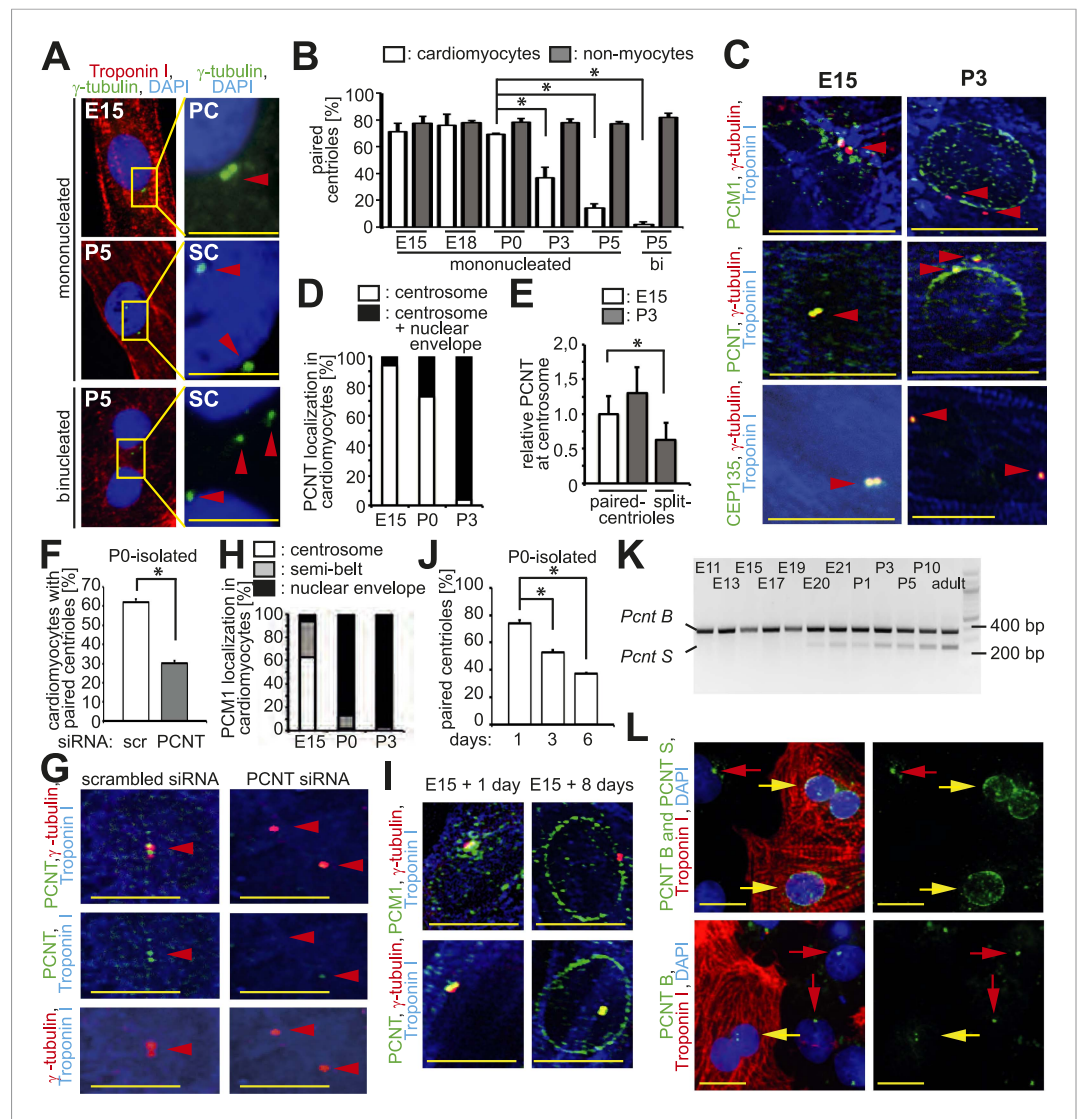 A
Troponin I, γ-tubulin,
γ-tubulin, DAPI DAPI
mononucleated
binucleated
E15
PC
P5
SC
P5
SC
B
: cardiomyocytes : non-myocytes
paired
centrioles [%]
100
80
60
40
20
0
* * *
E15 E18 P0 P3 P5 P5
mononucleated bi
C
E15 P3
PCM1, γ-tubulin,
Troponin I
PCNT, γ-tubulin,
Troponin I
CEP135, γ-tubulin,
Troponin I
D
: centrosome
: centrosome
+ nuclear
envelope
PCNT localization in
cardiomyocytes [%]
100
80
60
40
20
0
E15 P0 P3
E
: E15
: P3
relative PCNT
at centrosome
2.0
1.5
1.0
0.5
0
*
paired- split-
centrioles
F
P0-isolated
cardiomyocytes with
paired centrioles [%]
70
60
50
40
30
20
10
0
*
siRNA: scr PCNT
G
scrambled siRNA PCNT siRNA
PCNT, γ-tubulin,
Troponin I
PCNT,
Troponin I
γ-tubulin,
Troponin I
H
: centrosome
: semi-belt
: nuclear envelope
PCM1 localization in
cardiomyocytes [%]
100
80
60
40
20
0
E15 P0 P3
I
E15 + 1 day E15 + 8 days
PCM1, γ-tubulin,
Troponin I
PCNT, γ-tubulin,
Troponin I
J
P0-isolated
paired centrioles [%]
80
60
40
20
0
* *
days: 1 3 6
K
E11 E15 E19 E21 P3 P10
E13 E17 E20 P1 P5 adult
Pcnt B
Pcnt S
400 bp
200 bp
L
PCNT B and PCNT S,
Troponin I, DAPI
PCNT B,
Troponin I, DAPI